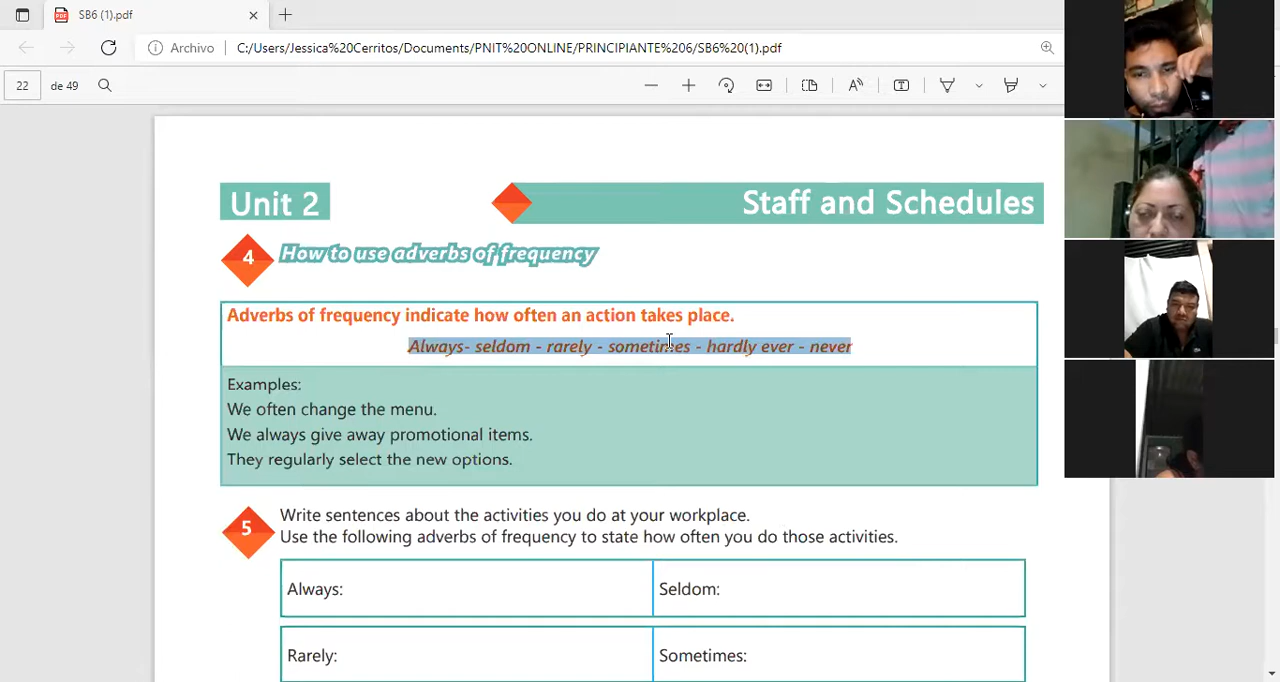 SB6 (1).pdf
Archivo
C:/Users/Jessica%20Cerritos/Documents/PNIT%20ONLINE/PRINCIPIANTE%206/SB6%20(1).pdf
22 de 49
Unit 2
Staff and Schedules
4 How to use adverbs of frequency
Adverbs of frequency indicate how often an action takes place.
Always- seldom - rarely - sometimes - hardly ever - never
Examples:
We often change the menu.
We always give away promotional items.
They regularly select the new options.
5 Write sentences about the activities you do at your workplace.
Use the following adverbs of frequency to state how often you do those activities.
Always:
Seldom:
Rarely:
Sometimes: